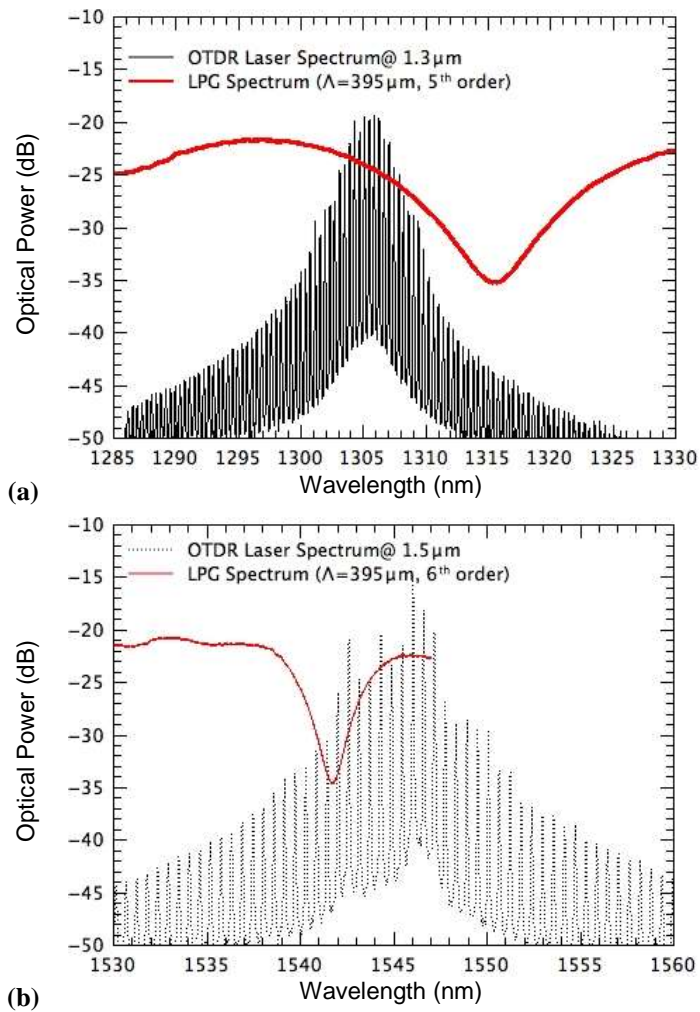 −10
OTDR Laser Spectrum@ 1.3μm
−15
LPG Spectrum (Λ=395μm, 5th order)
−20
−25
−30
−35
−40
−45
−50
Optical Power (dB)
1285 1290 1295 1300 1305 1310 1315 1320 1325 1330
Wavelength (nm)
(a)
−10
OTDR Laser Spectrum@ 1.5μm
−15
LPG Spectrum (Λ=395μm, 6th order)
−20
−25
−30
−35
−40
−45
−50
Optical Power (dB)
1530 1535 1540 1545 1550 1555 1560
Wavelength (nm)
(b)